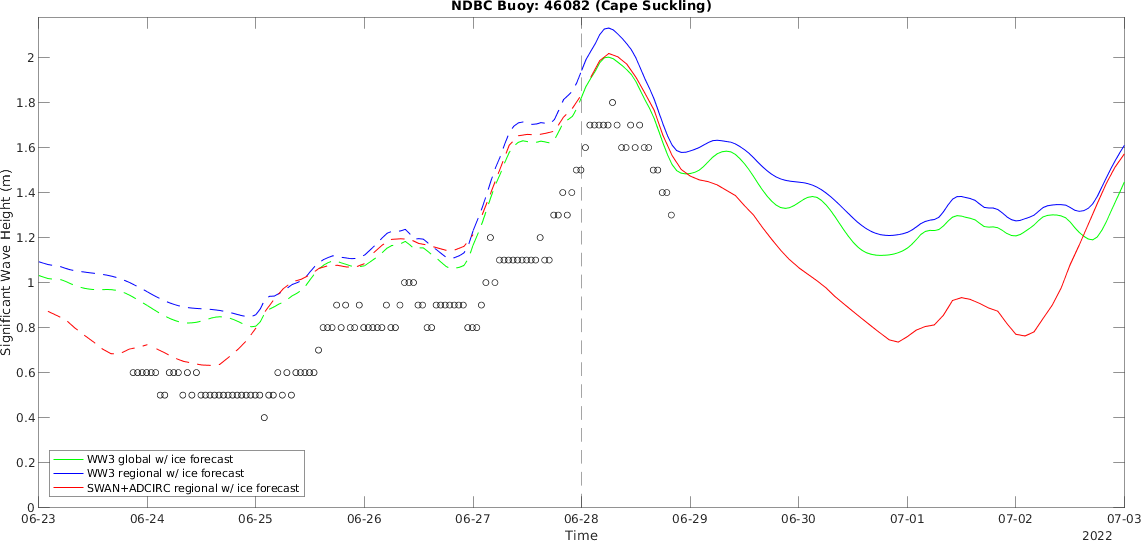 NDBC Buoy: 46082 (Cape Suckling)
Significant Wave Height (m)
2
1.8
1.6
1.4
1.2
1
0.8
0.6
0.4
0.2
0
WW3 global w/ ice forecast
WW3 regional w/ ice forecast
SWAN+ADCIRC regional w/ ice forecast
06-23 06-24 06-25 06-26 06-27 06-28 06-29 06-30 07-01 07-02 07-03
Time
2022